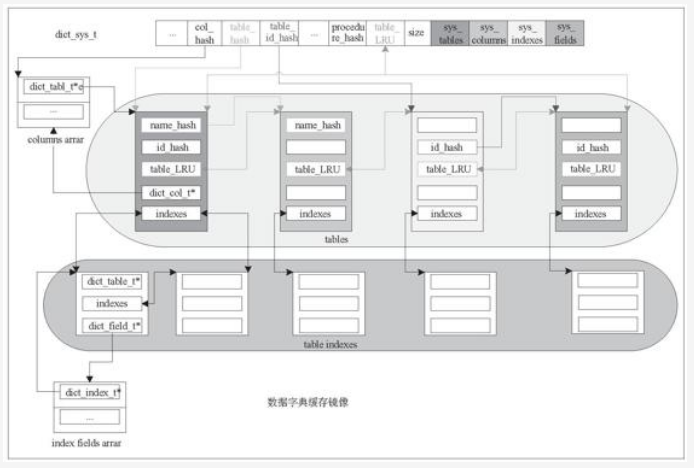 dict_sys_t
...
col_
hash
table_
hash
table_
id_hash
...
procedu
re_hash
table_
LRU
size
sys_
tables
sys_
columns
sys_
indexes
sys_
fields
dict_tabl_t*e
...
columns arrar
name_hash
id_hash
table_LRU
dict_col_t*
indexes
name_hash
table_LRU
indexes
id_hash
table_LRU
indexes
id_hash
table_LRU
indexes
tables
dict_table_t*
indexes
dict_field_t*
table indexes
dict_index_t*
...
index fields arrar
数据字典缓存镜像